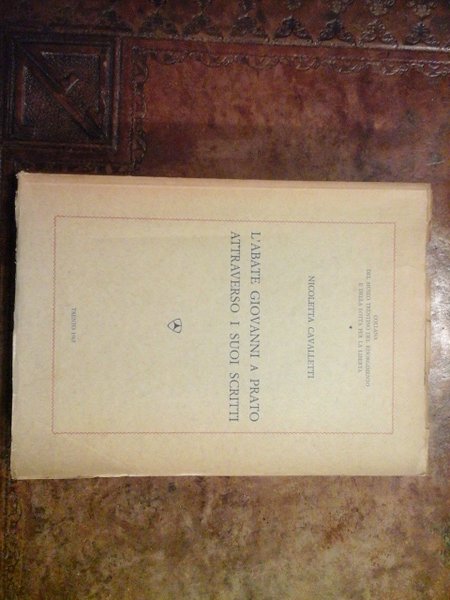 COLLANA
DEL MUSEO TRENTINO DEL RISORGIMENTO
E DELLA LOTTA PER LA LIBERTÀ
NICOLETTA CAVALLETTI
L'ABATE GIOVANNI A PRATO
ATTRAVERSO I SUOI SCRITTI
TRENTO 1967